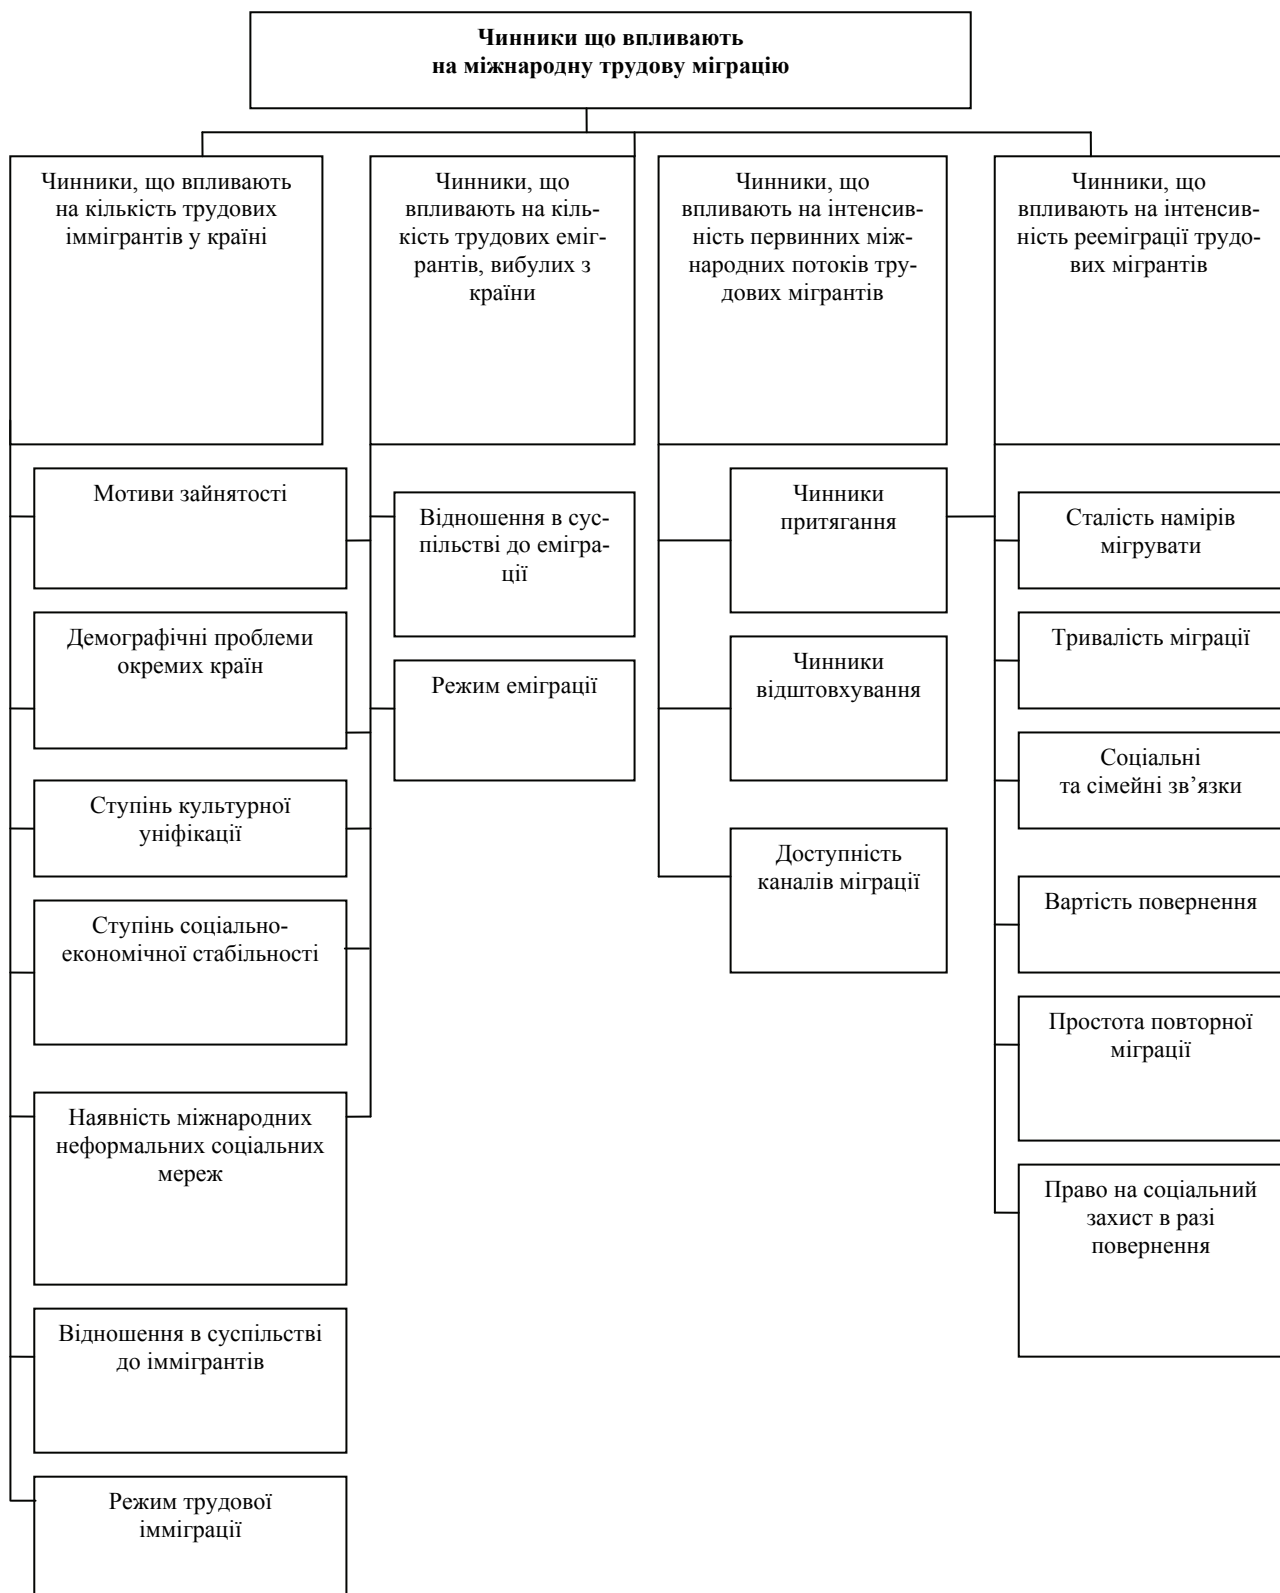 Чинники що впливають
на міжнародну трудову міграцію
Чинники, що впливають
на кількість трудових
іммігрантів у країні
Чинники, що
впливають на кіль-
кість трудових еміг-
рантів, вибулих з
країни
Чинники, що
впливають на інтенсив-
ність первинних між-
народних потоків тру-
дових мігрантів
Чинники, що
впливають на інтенсив-
ність рееміграції трудо-
вих мігрантів
Мотиви зайнятості
Демографічні проблеми
окремих країн
Ступінь культурної
уніфікації
Ступінь соціально-
економічної стабільності
Наявність міжнародних
неформальних соціальних
мереж
Відношення в суспільстві
до іммігрантів
Режим трудової
імміграції
Відношення в сус-
пільстві до емігра-
ції
Режим еміграції
Чинники
притягання
Чинники
відштовхування
Доступність
каналів міграції
Сталість намірів
мігрувати
Тривалість міграції
Соціальні
та сімейні зв’язки
Вартість повернення
Простота повторної
міграції
Право на соціальний
захист в разі
повернення